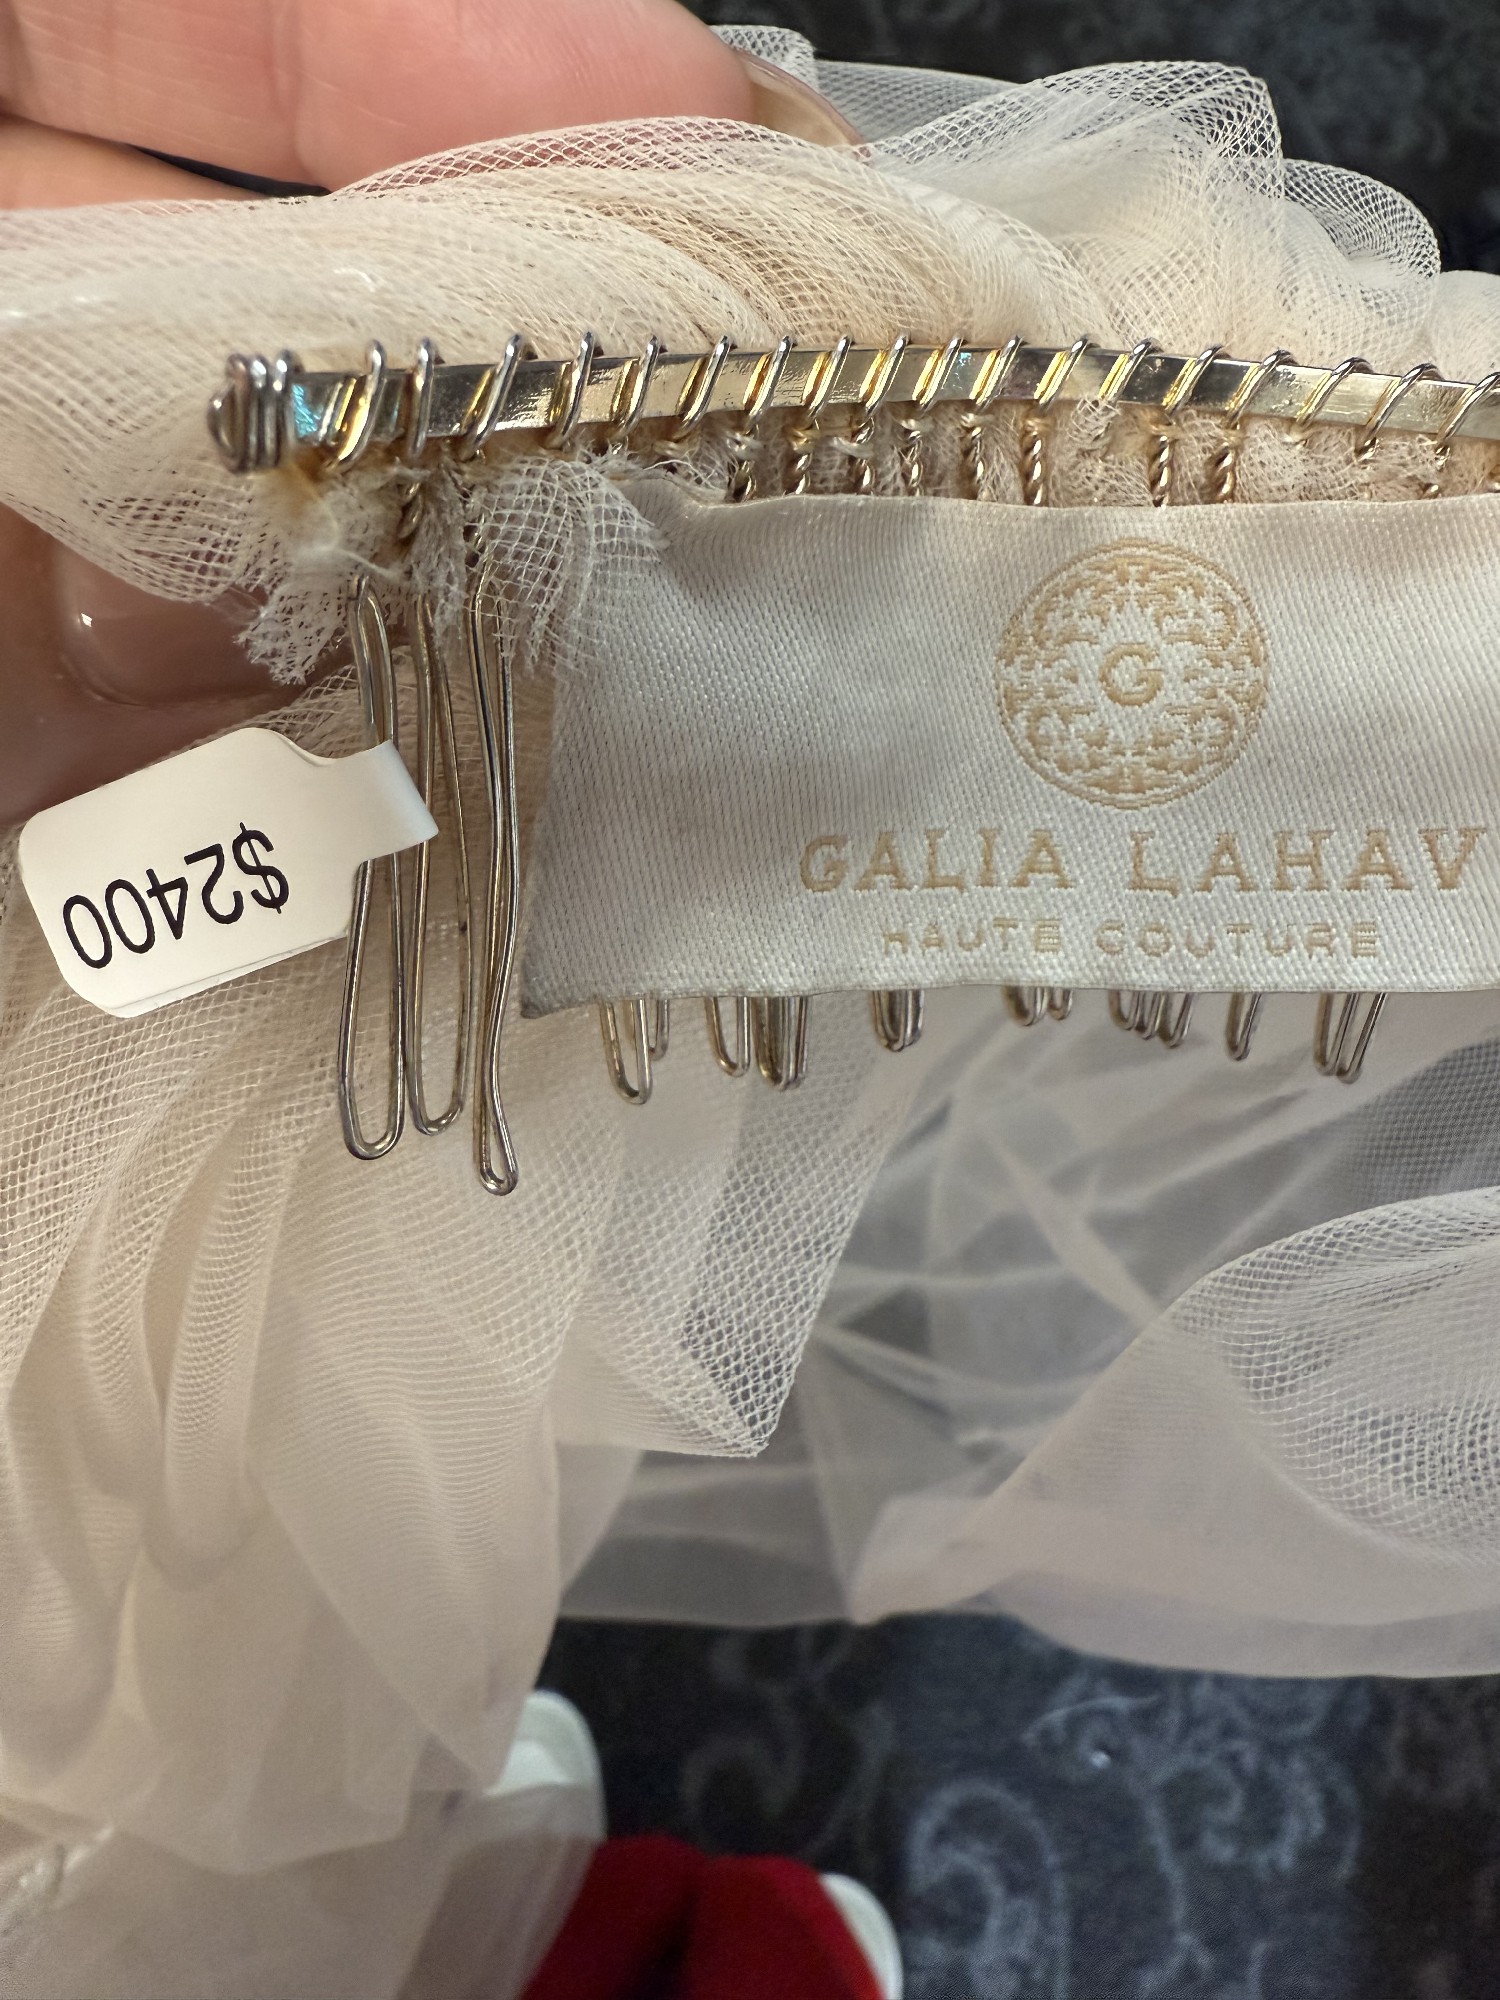 $2400
G
GALIA LAHAV
HAUTE COUTURE